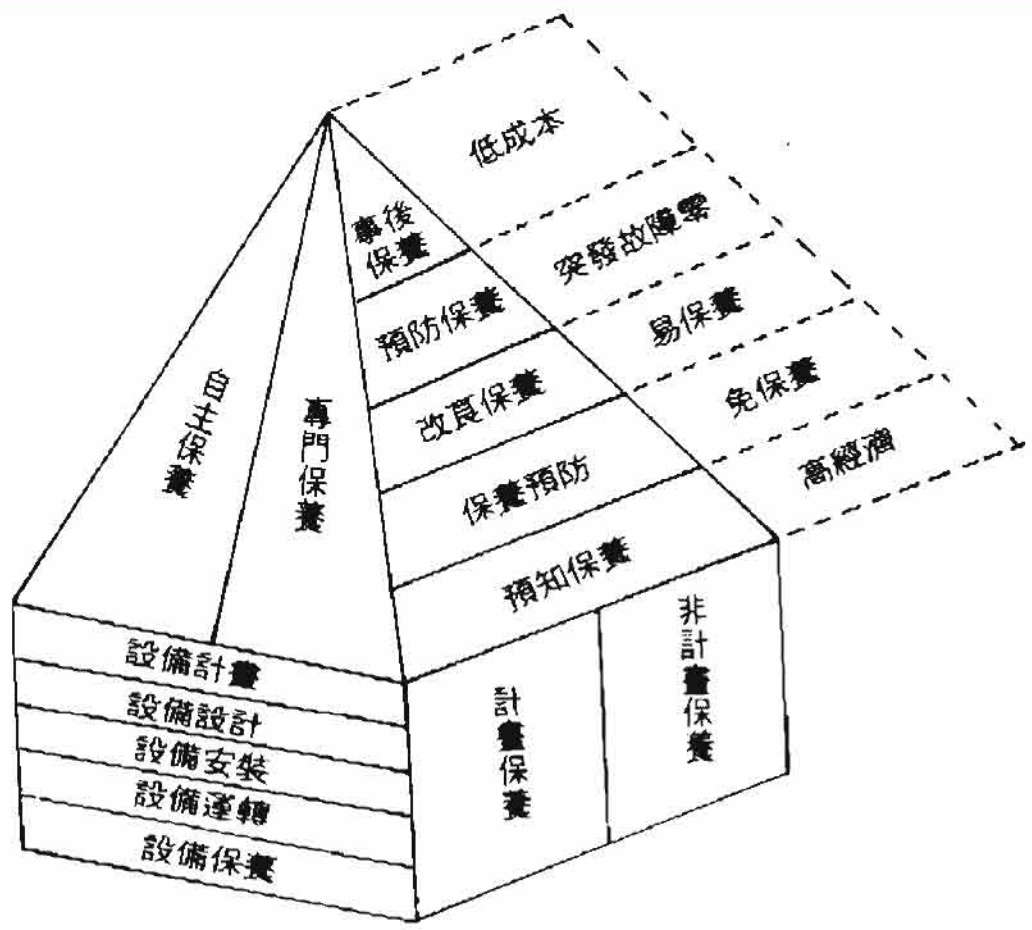 低成本
事後
保養
突發故障零
預防保養
易保養
改良保養
免保養
保養預防
高經濟
預知保養
自主保養
專門保養
設備計畫
設備設計
設備安裝
設備運轉
設備保養
計畫保養
非計畫保養